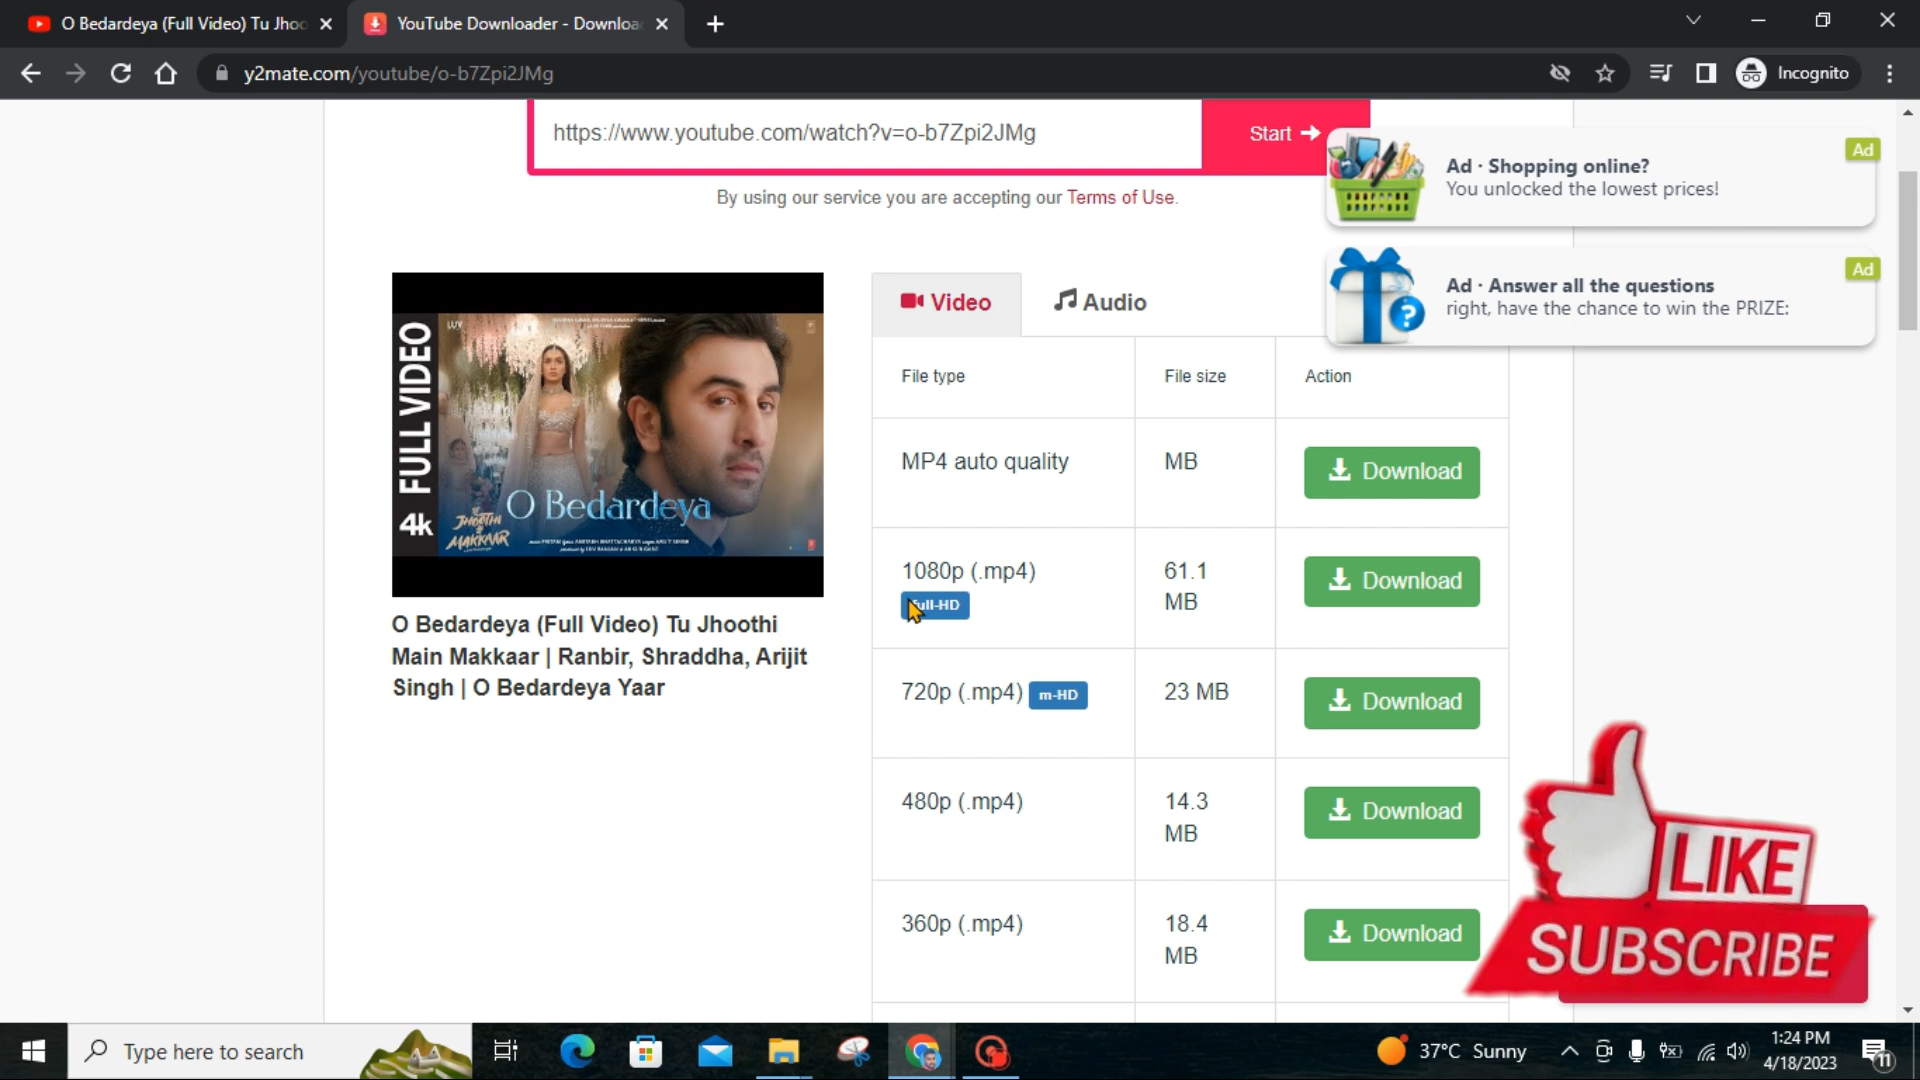 O Bedardeya (Full Video) Tu Jhoo
YouTube Downloader - Downloa
y2mate.com/youtube/o-b7Zpi2JMg
Incognito
https://www.youtube.com/watch?v=o-b7Zpi2JMg
Start
By using our service you are accepting our Terms of Use.
Ad
Ad · Shopping online?
You unlocked the lowest prices!
Ad
Ad · Answer all the questions
right, have the chance to win the PRIZE:
LUV
4k FULL VIDEO
O Bedardeya
JHOOTHI
MAKKAAR
O Bedardeya (Full Video) Tu Jhoothi
Main Makkaar | Ranbir, Shraddha, Arijit
Singh | O Bedardeya Yaar
Video
Audio
File type
File size
Action
MP4 auto quality
MB
Download
1080p (.mp4)
61.1
MB
Download
720p (.mp4)
m-HD
23 MB
Download
480p (.mp4)
14.3
MB
Download
360p (.mp4)
18.4
MB
Download
LIKE
SUBSCRIBE
Type here to search
37°C Sunny
1:24 PM
4/18/2023
11